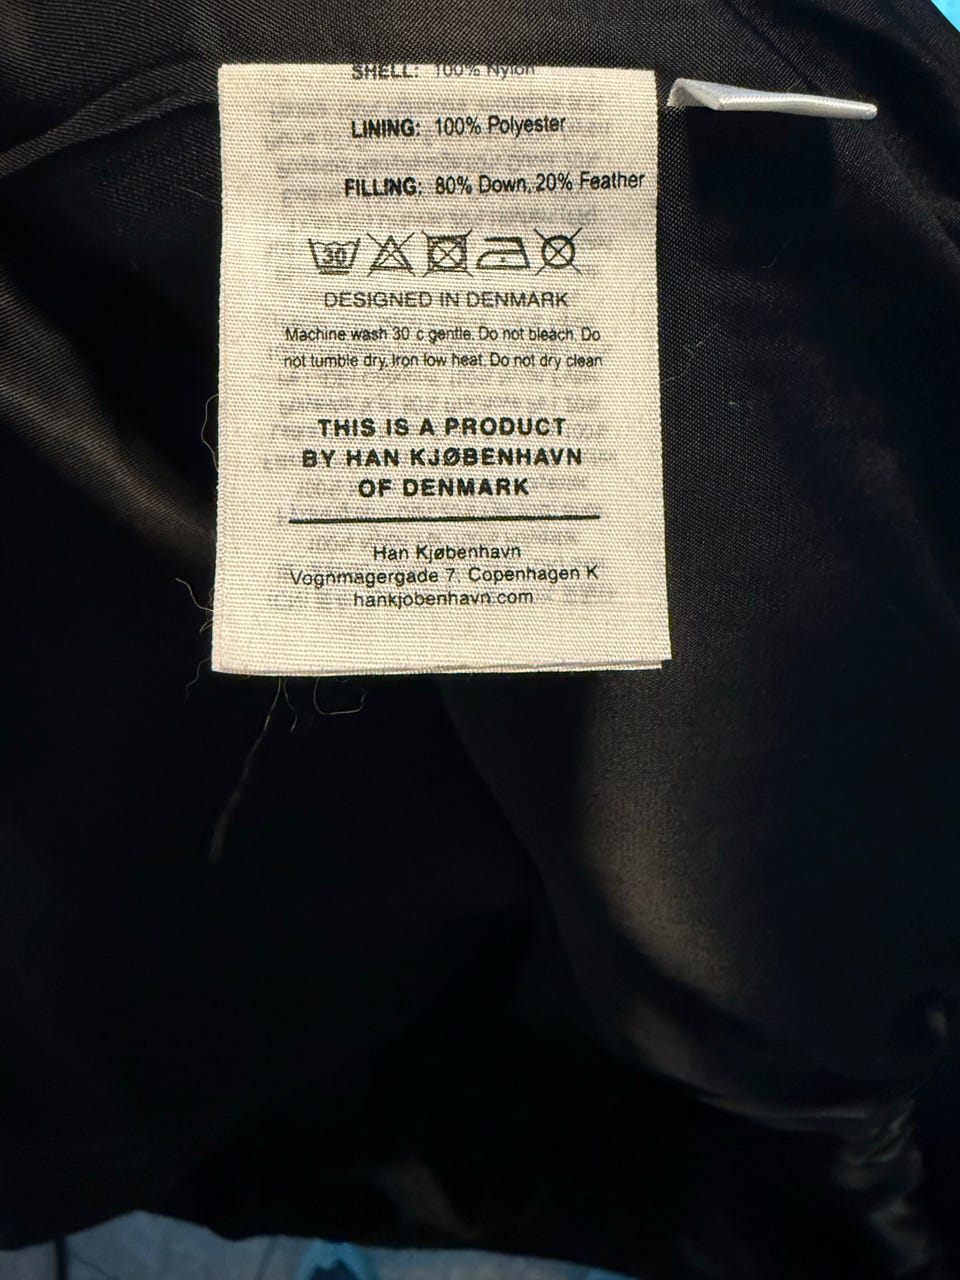 SHELL: 100% Nylon
LINING: 100% Polyester
FILLING: 80% Down, 20% Feather
30
DESIGNED IN DENMARK
Machine wash 30 c gentle. Do not bleach. Do
not tumble dry. Iron low heat. Do not dry clean
THIS IS A PRODUCT
BY HAN KJØBENHAVN
OF DENMARK
Han Kjøbenhavn
Vognmagergade 7, Copenhagen K
hankjobenhavn.com